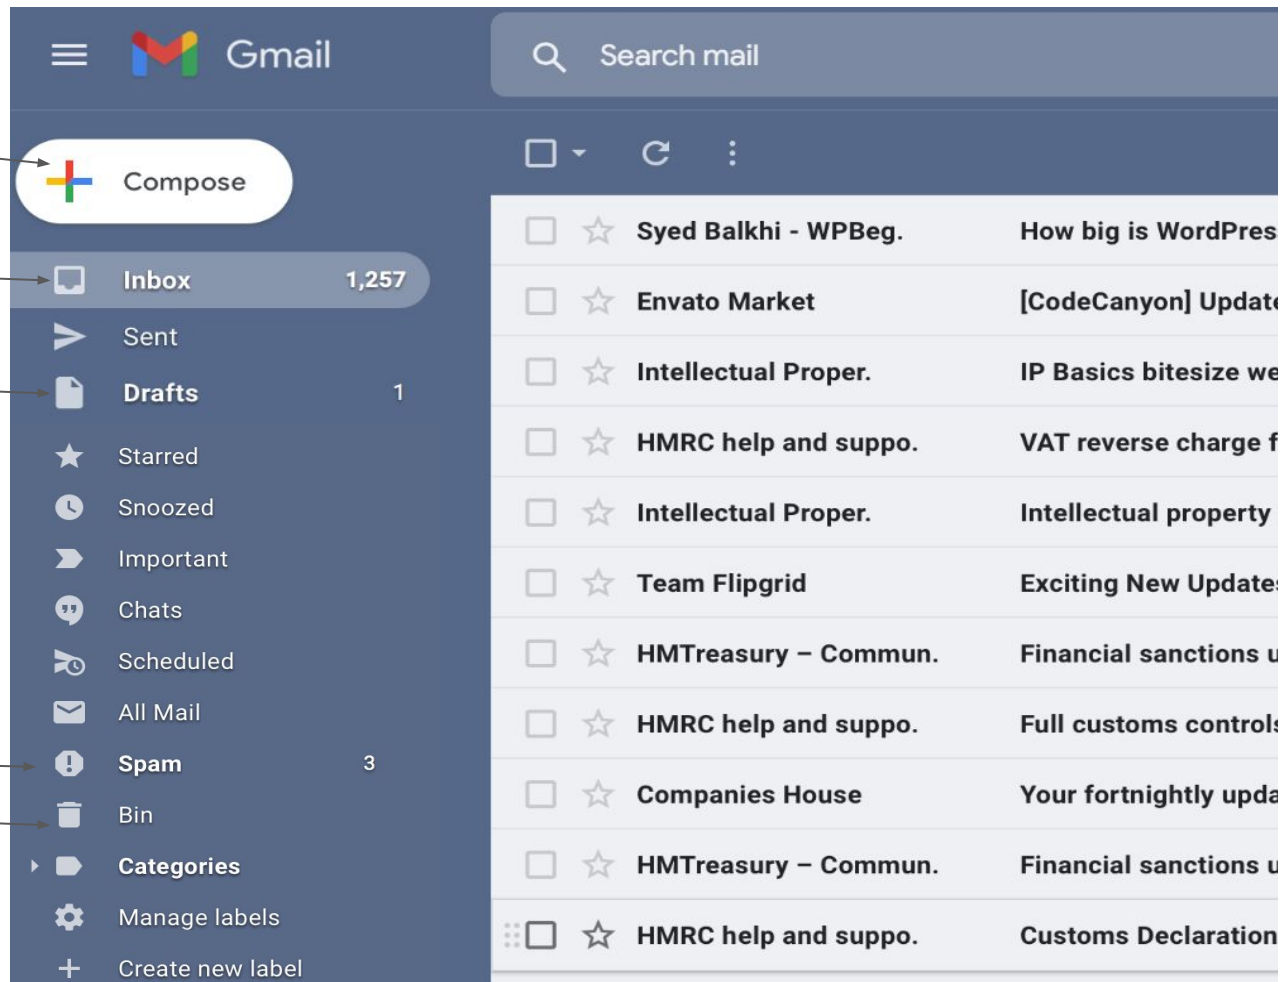 Gmail
Search mail
Compose
Inbox 1,257
Sent
Drafts 1
Starred
Snoozed
Important
Chats
Scheduled
All Mail
Spam 3
Bin
Categories
Manage labels
Create new label
Syed Balkhi - WPBeg. How big is WordPres
Envato Market [CodeCanyon] Update
Intellectual Proper. IP Basics bitesize we
HMRC help and suppo. VAT reverse charge f
Intellectual Proper. Intellectual property
Team Flipgrid Exciting New Updates
HMTreasury – Commun. Financial sanctions u
HMRC help and suppo. Full customs controls
Companies House Your fortnightly upda
HMTreasury – Commun. Financial sanctions u
HMRC help and suppo. Customs Declaration